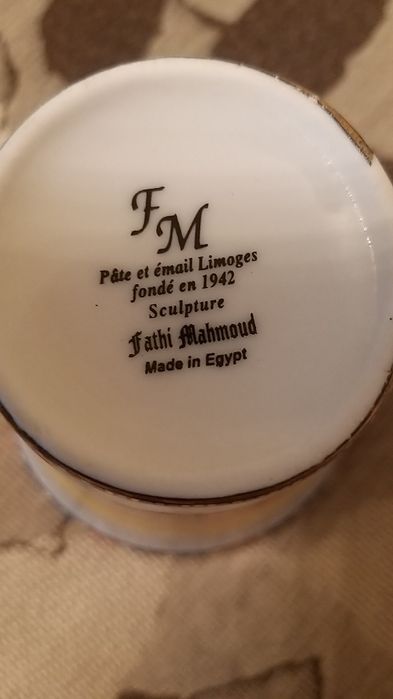 FM
Pâte et émail Limoges
fondé en 1942
Sculpture
Fathi Mahmoud
Made in Egypt